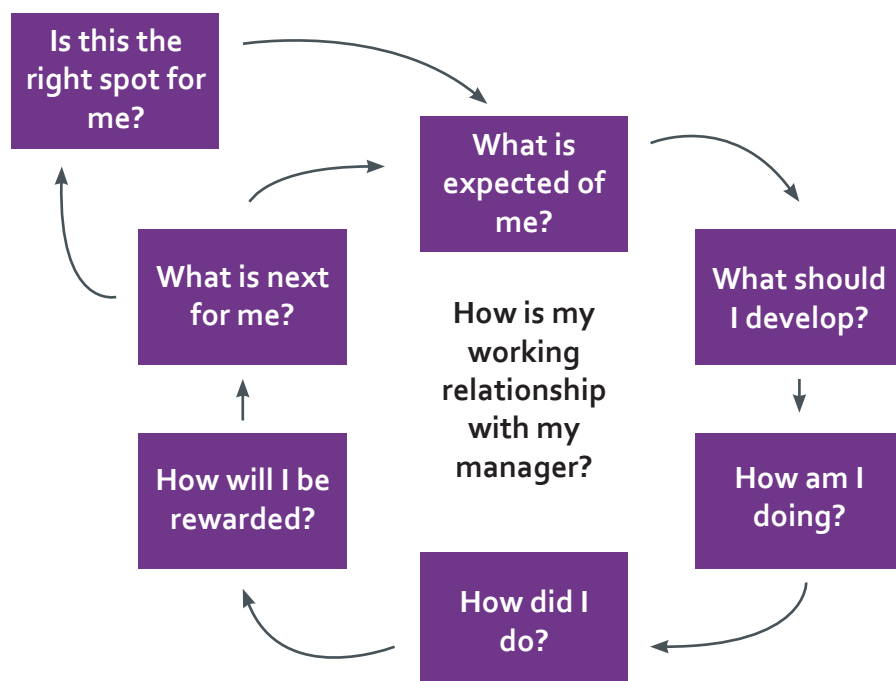 Is this the
right spot for
me?
What is
expected of
me?
What should
I develop?
How am I
doing?
How did I
do?
How will I be
rewarded?
What is next
for me?
How is my
working
relationship
with my
manager?